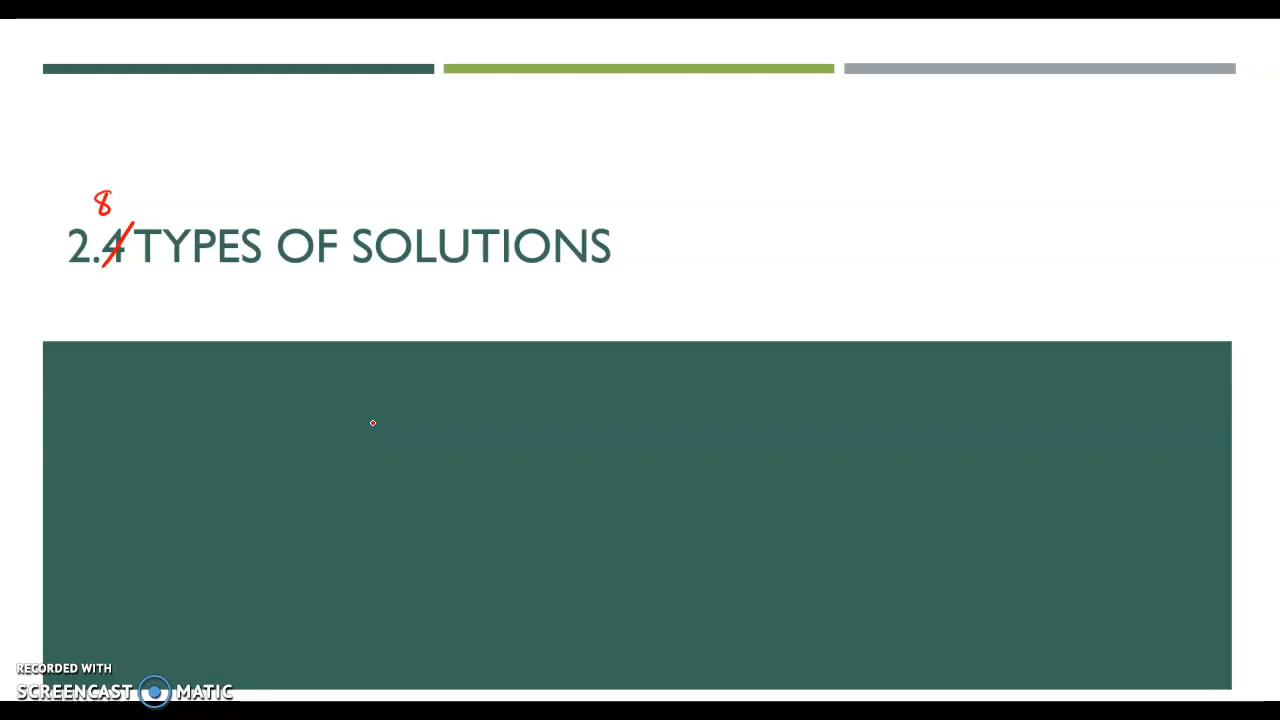 8
2.4 TYPES OF SOLUTIONS
RECORDED WITH
SCREENCAST MATIC